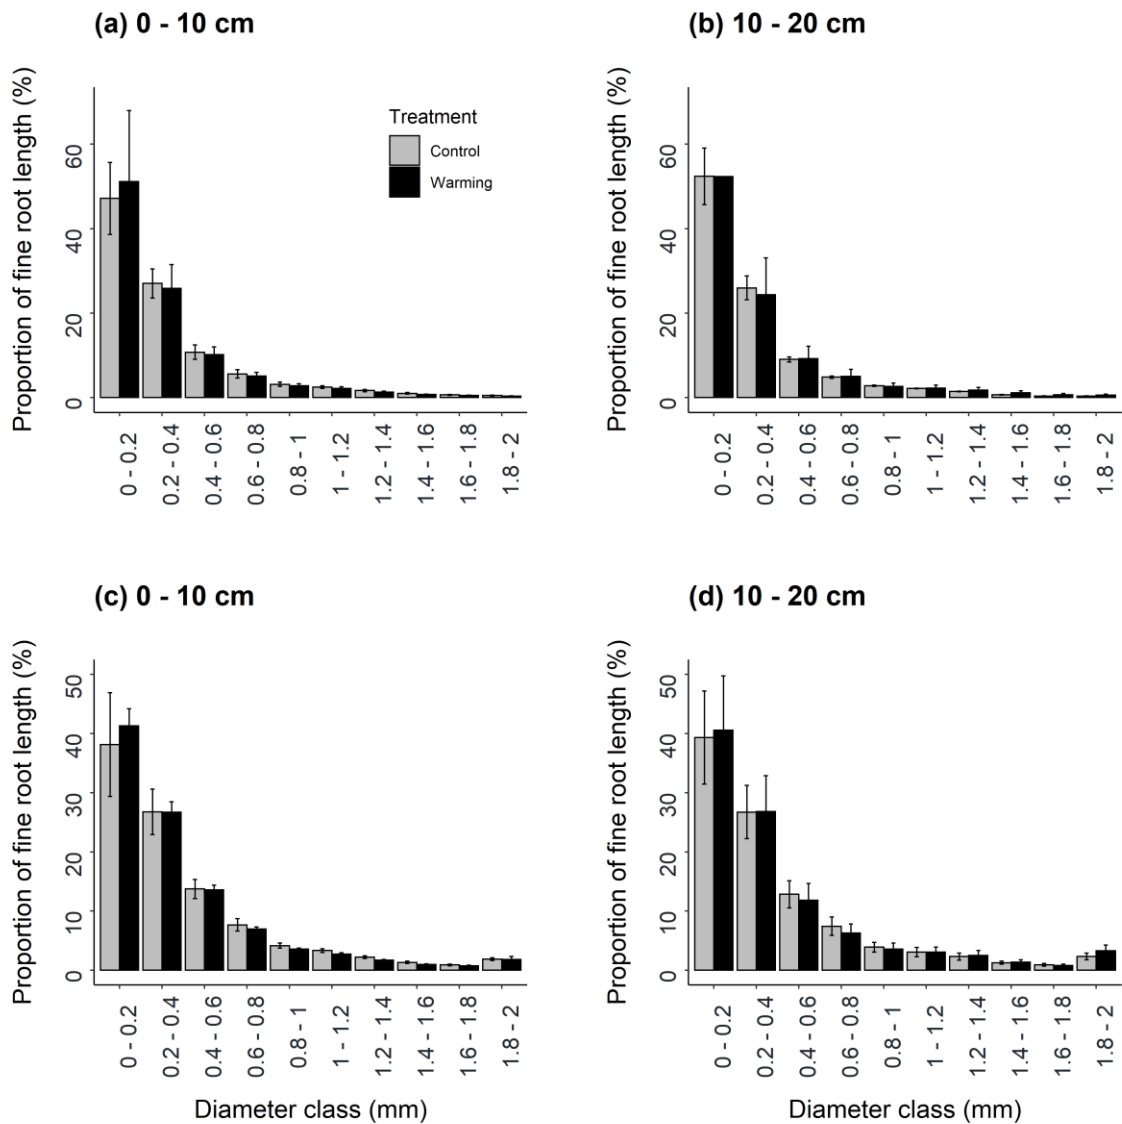 (a) 0 - 10 cm
Proportion of fine root length (%)
60
40
20
0
Treatment
Control
Warming
0 - 0.2
0.2 - 0.4
0.4 - 0.6
0.6 - 0.8
0.8 - 1
1 - 1.2
1.2 - 1.4
1.4 - 1.6
1.6 - 1.8
1.8 - 2
(b) 10 - 20 cm
Proportion of fine root length (%)
60
40
20
0
0 - 0.2
0.2 - 0.4
0.4 - 0.6
0.6 - 0.8
0.8 - 1
1 - 1.2
1.2 - 1.4
1.4 - 1.6
1.6 - 1.8
1.8 - 2
(c) 0 - 10 cm
Proportion of fine root length (%)
50
40
30
20
10
0
0 - 0.2
0.2 - 0.4
0.4 - 0.6
0.6 - 0.8
0.8 - 1
1 - 1.2
1.2 - 1.4
1.4 - 1.6
1.6 - 1.8
1.8 - 2
Diameter class (mm)
(d) 10 - 20 cm
Proportion of fine root length (%)
50
40
30
20
10
0
0 - 0.2
0.2 - 0.4
0.4 - 0.6
0.6 - 0.8
0.8 - 1
1 - 1.2
1.2 - 1.4
1.4 - 1.6
1.6 - 1.8
1.8 - 2
Diameter class (mm)